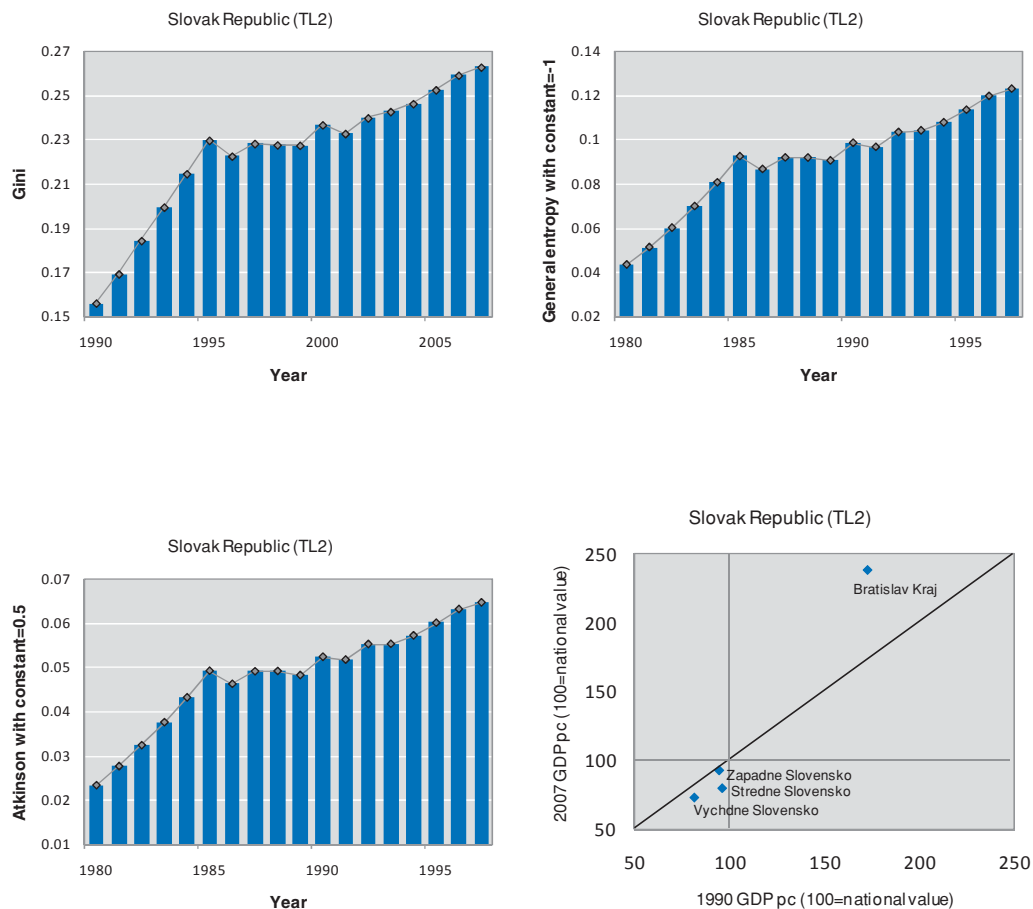 Slovak Republic (TL2)
0.27
0.25
0.23
0.21
0.19
0.17
0.15
Gini
1990
1995
2000
2005
Year
Slovak Republic (TL2)
0.14
0.12
0.1
0.08
0.06
0.04
0.02
General entropy with constant=-1
1980
1985
1990
1995
Year
Slovak Republic (TL2)
0.07
0.06
0.05
0.04
0.03
0.02
0.01
Atkinson with constant=0.5
1980
1985
1990
1995
Year
Slovak Republic (TL2)
250
200
150
100
50
2007 GDP pc (100=national value)
Bratislav Kraj
Zapadne Slovensko
Stredne Slovensko
Vychdne Slovensko
50
100
150
200
250
1990 GDP pc (100=national value)